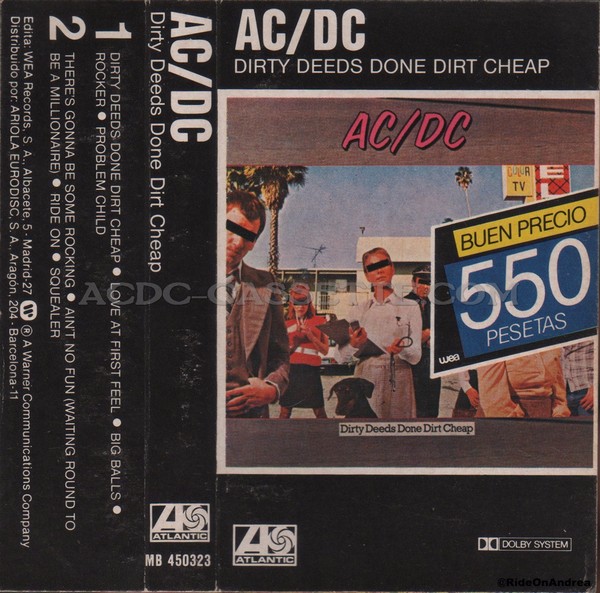 AC/DC
DIRTY DEEDS DONE DIRT CHEAP
AC/DC
COLOR
TV
BUEN PRECIO
550
PESETAS
wea
Dirty Deeds Done Dirt Cheap
ATLANTIC
DOLBY SYSTEM
AC/DC
Dirty Deeds Done Dirt Cheap
ATLANTIC
MB 450323
1
DIRTY DEEDS DONE DIRT CHEAP • LOVE AT FIRST FEEL • BIG BALLS •
ROCKER • PROBLEM CHILD
2
THERE'S GONNA BE SOME ROCKING • AINT NO FUN (WAITING ROUND TO
BE A MILLIONAIRE) • RIDE ON • SQUEALER
Edita: WEA Records, S. A., Albacete, 5 - Madrid-27 ® A Warner Communications Company
Distribuido por: ARIOLA EURODISC, S. A., Aragón, 204 - Barcelona-11
ACDC-CASSETTE.COM
@RideOnAndrea